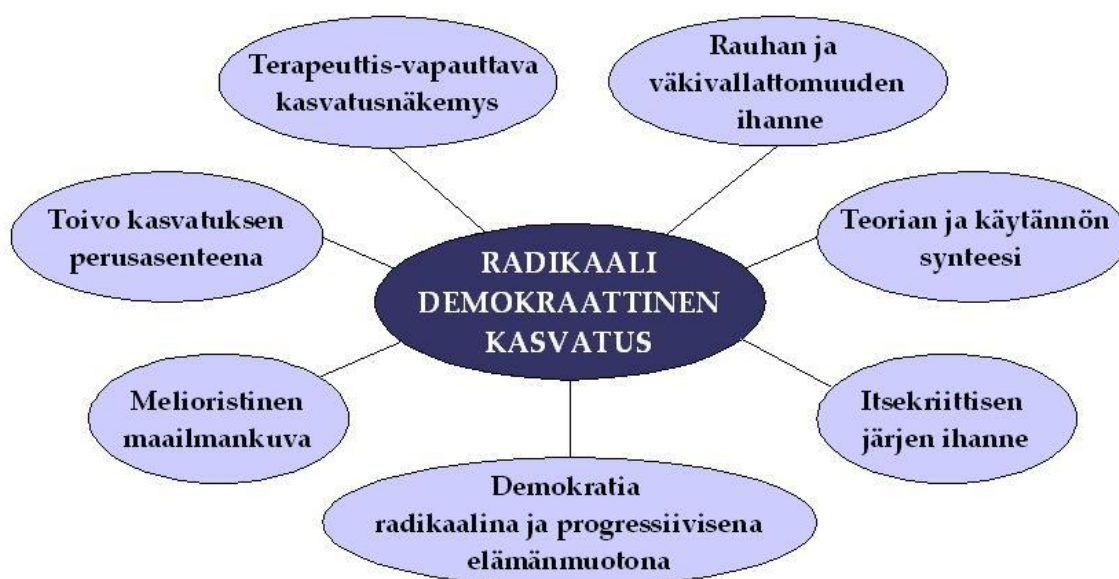 Terapeuttis-vapauttava
kasvatusnäkemys
Rauhan ja
väkivallattomuuden
ihanne
Toivo kasvatuksen
perusasenteena
RADIKAALI
DEMOKRAATTINEN
KASVATUS
Teorian ja käytännön
synteesi
Melioristinen
maailmankuva
Itsekriittisen
järjen ihanne
Demokratia
radikaalina ja progressiivisena
elämänmuotona